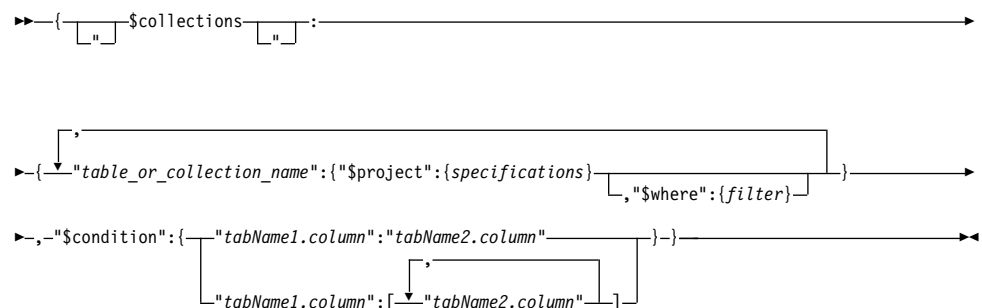 { " $collections " :
,
{ "table_or_collection_name":{"$project":{specifications} ,"$where":{filter} }
, "$condition":{ "tabName1.column":"tabName2.column" } }
,
"tabName1.column":[ "tabName2.column" ]